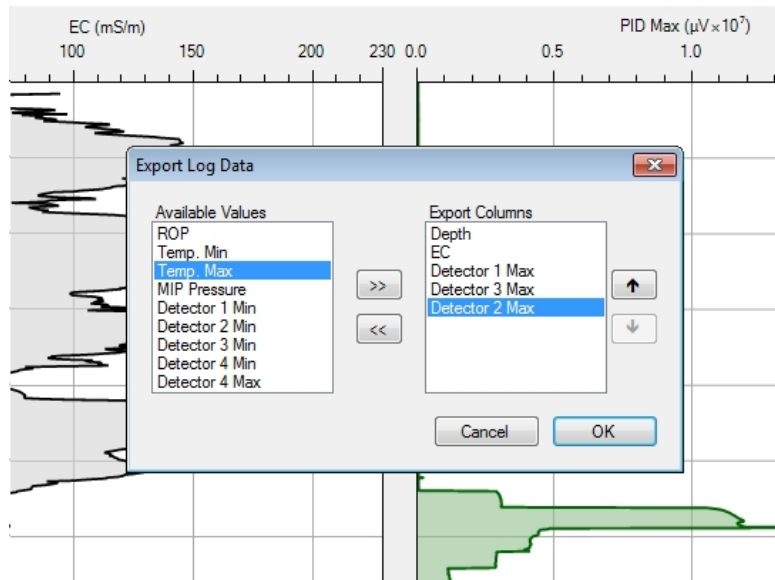 EC (mS/m)
PID Max (µV×10⁷)
100 150 200 230 0.0 0.5 1.0
Export Log Data
Available Values
ROP
Temp. Min
Temp. Max
MIP Pressure
Detector 1 Min
Detector 2 Min
Detector 3 Min
Detector 4 Min
Detector 4 Max
>>
<<
Export Columns
Depth
EC
Detector 1 Max
Detector 3 Max
Detector 2 Max
Cancel
OK